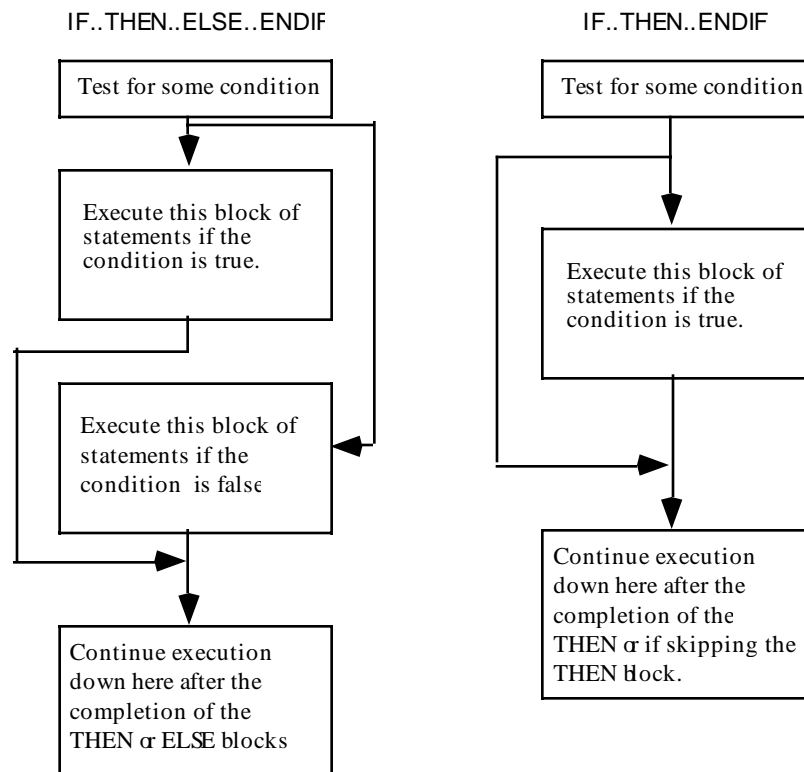 IF..THEN..ELSE..ENDIF
Test for some condition
Execute this block of
statements if the
condition is true.
Execute this block of
statements if the
condition is false
Continue execution
down here after the
completion of the
THEN or ELSE blocks
IF..THEN..ENDIF
Test for some condition
Execute this block of
statements if the
condition is true.
Continue execution
down here after the
completion of the
THEN or if skipping the
THEN block.